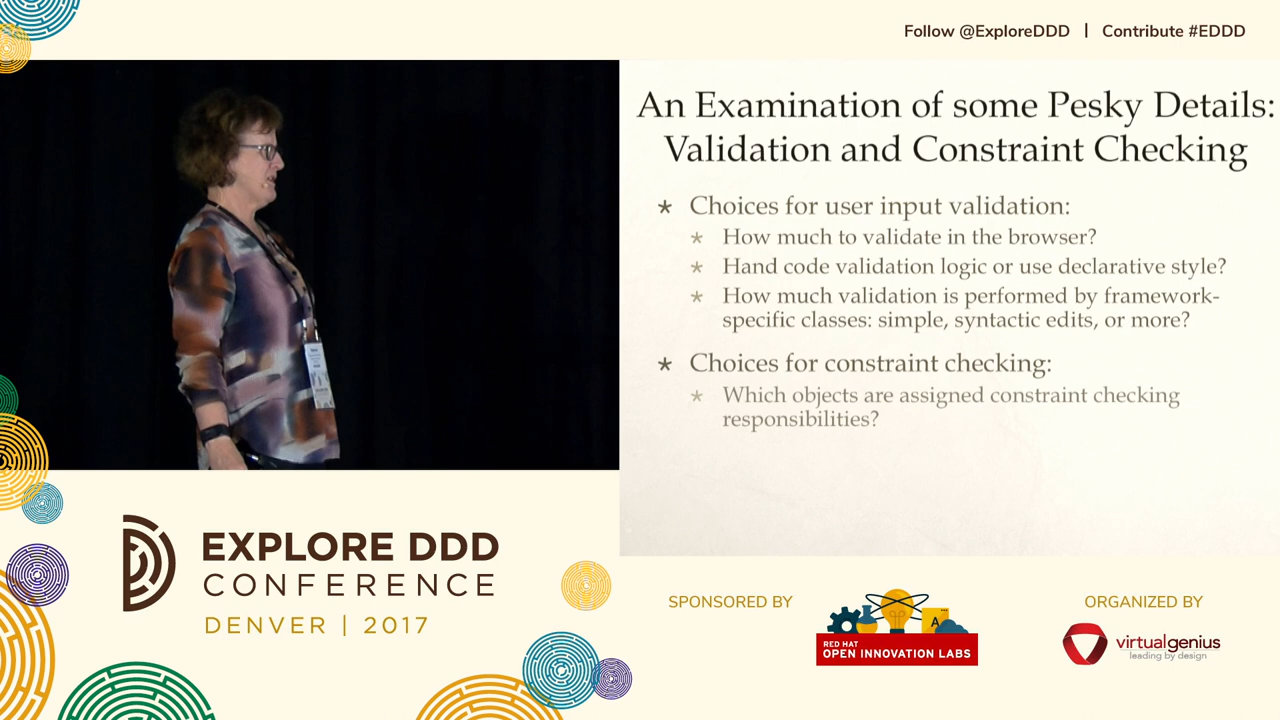 Follow @ExploreDDD | Contribute #EDDD
An Examination of some Pesky Details:
Validation and Constraint Checking
* Choices for user input validation:
* How much to validate in the browser?
* Hand code validation logic or use declarative style?
* How much validation is performed by framework-
specific classes: simple, syntactic edits, or more?
* Choices for constraint checking:
* Which objects are assigned constraint checking
responsibilities?
EXPLORE DDD
CONFERENCE
DENVER | 2017
SPONSORED BY
A
RED HAT
OPEN INNOVATION LABS
ORGANIZED BY
virtualgenius
leading by design